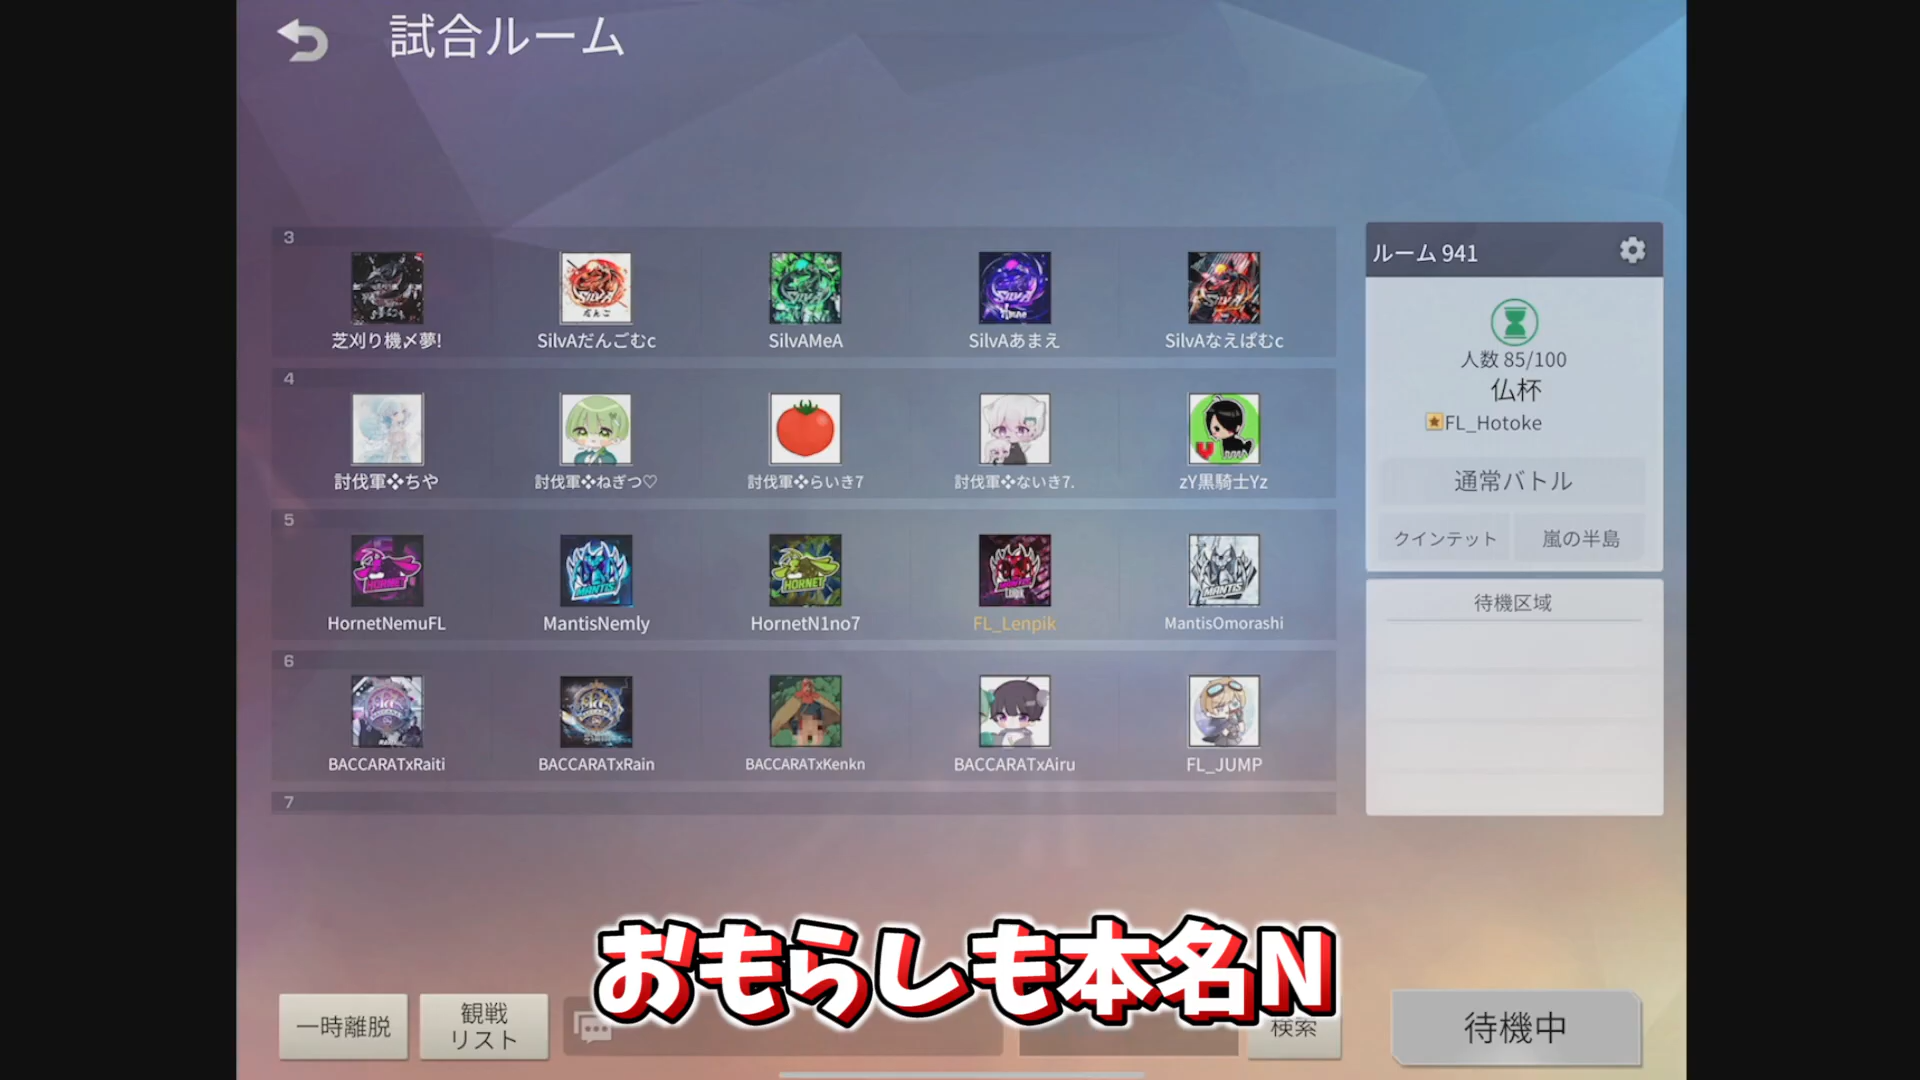 試合ルーム
3
芝刈り機〆夢!
SilvAだんごむc
SilvAMeA
SilvAあまえ
SilvAなえぱむc
4
討伐軍❖ちや
討伐軍❖ねぎつ♡
討伐軍❖らいき7
討伐軍❖ないき7.
zY黒騎士Yz
5
HORNET
MANTIS
HORNET
MANTIS
HornetNemuFL
MantisNemly
HornetN1no7
FL_Lenpik
MantisOmorashi
6
BACCARATxRaiti
BACCARATxRain
BACCARATxKenkn
BACCARATxAiru
FL_JUMP
7
ルーム 941
人数 85/100
仏杯
FL_Hotoke
通常バトル
クインテット
嵐の半島
待機区域
おもらしも本名N
一時離脱
観戦
リスト
検索
待機中